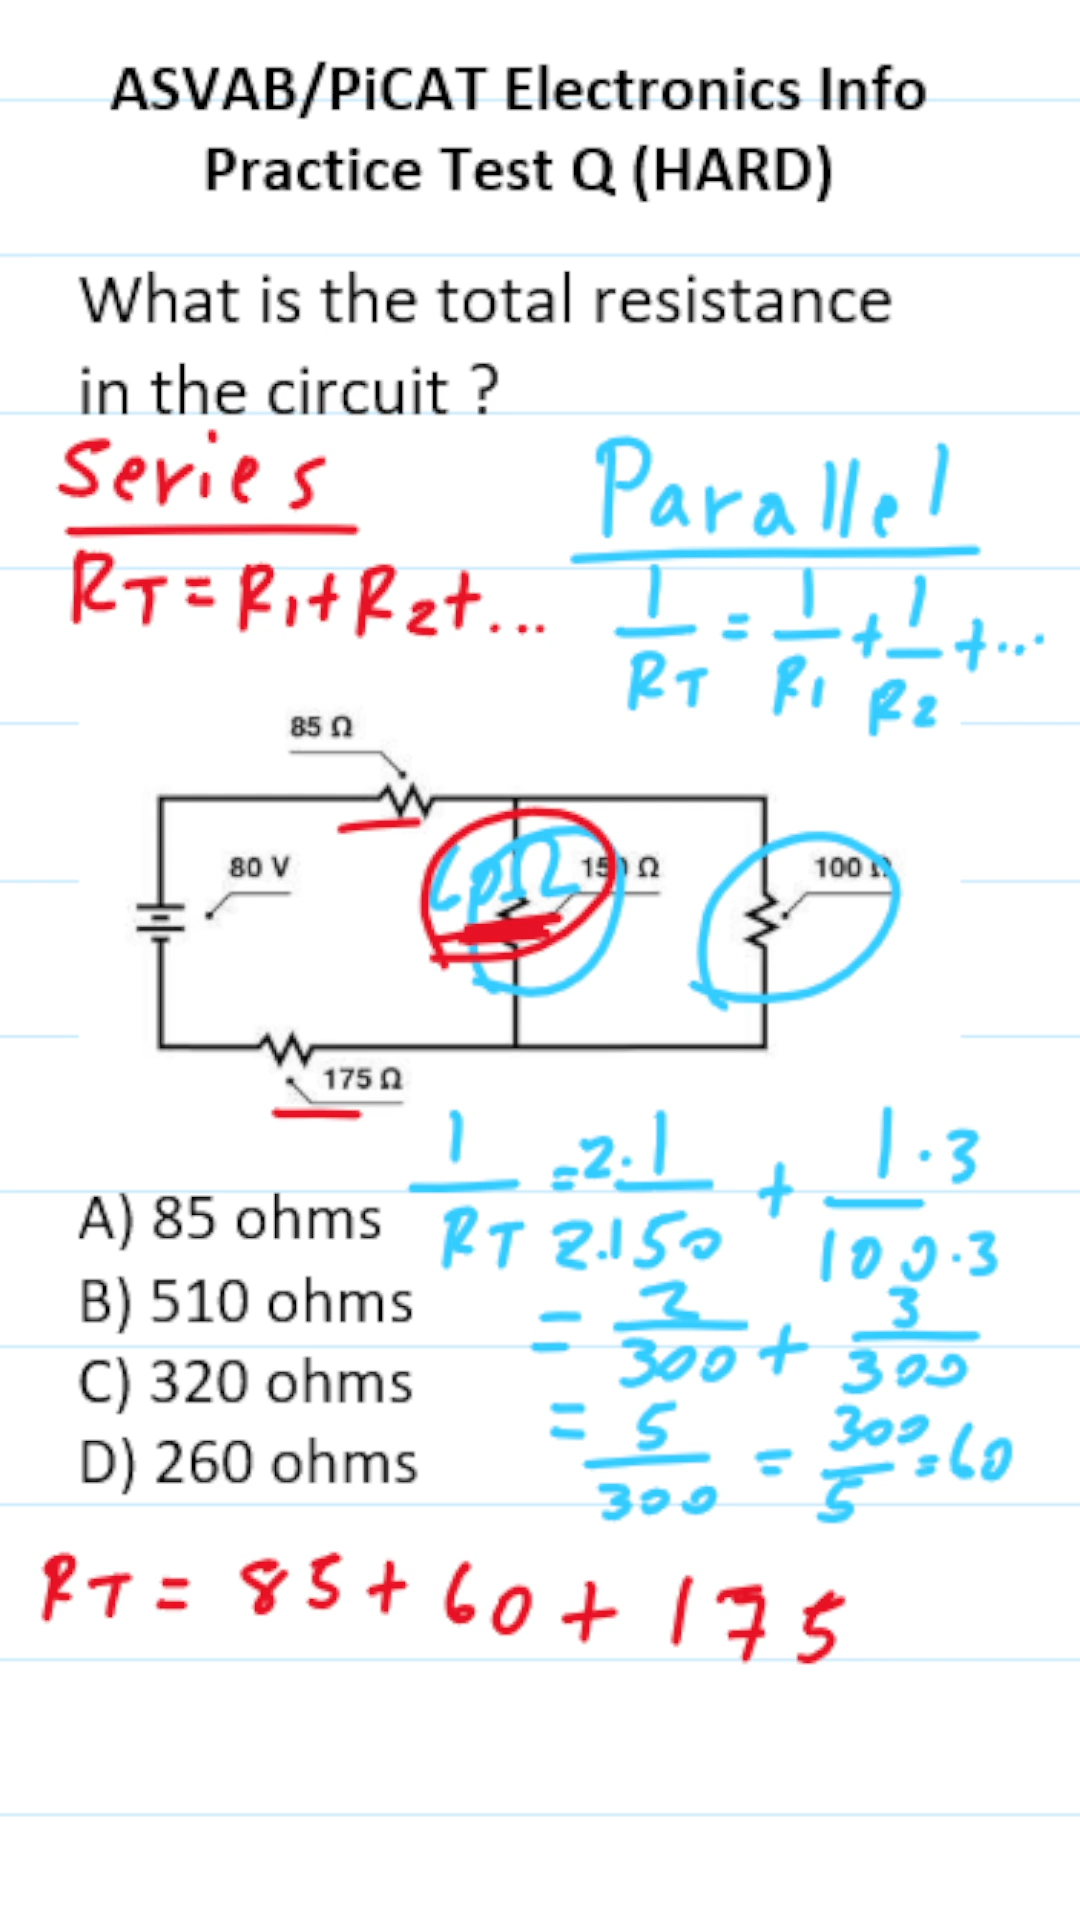 ASVAB/PiCAT Electronics Info
Practice Test Q (HARD)
What is the total resistance
in the circuit ?
Series
Parallel
RT = R1 + R2 + ...
1/RT = 1/R1 + 1/R2 + ...
85 Ω
80 V
60Ω
150 Ω
100 Ω
175 Ω
1/RT = 2·1/2·150 + 1·3/100·3
= 2/300 + 3/300
= 5/300 = 300/5 = 60
A) 85 ohms
B) 510 ohms
C) 320 ohms
D) 260 ohms
RT = 85 + 60 + 175